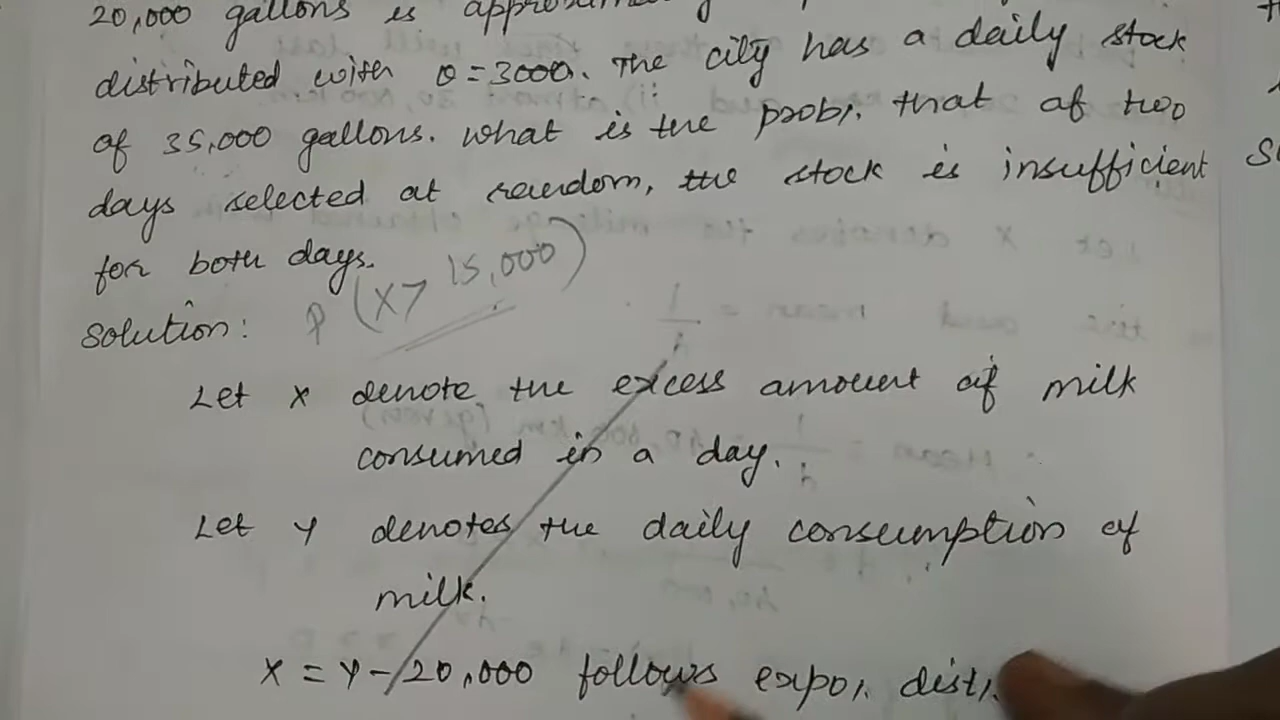 20,000 gallons is
distributed with θ = 3000. The city has a daily stock
of 35,000 gallons. What is the prob. that of two
days selected at random, the stock is insufficient
for both days.
Solution: P (X > 15,000)
Let X denote the excess amount of milk
consumed in a day.
Let Y denotes the daily consumption of
milk.
X = Y - 20,000 follows expo. dist.